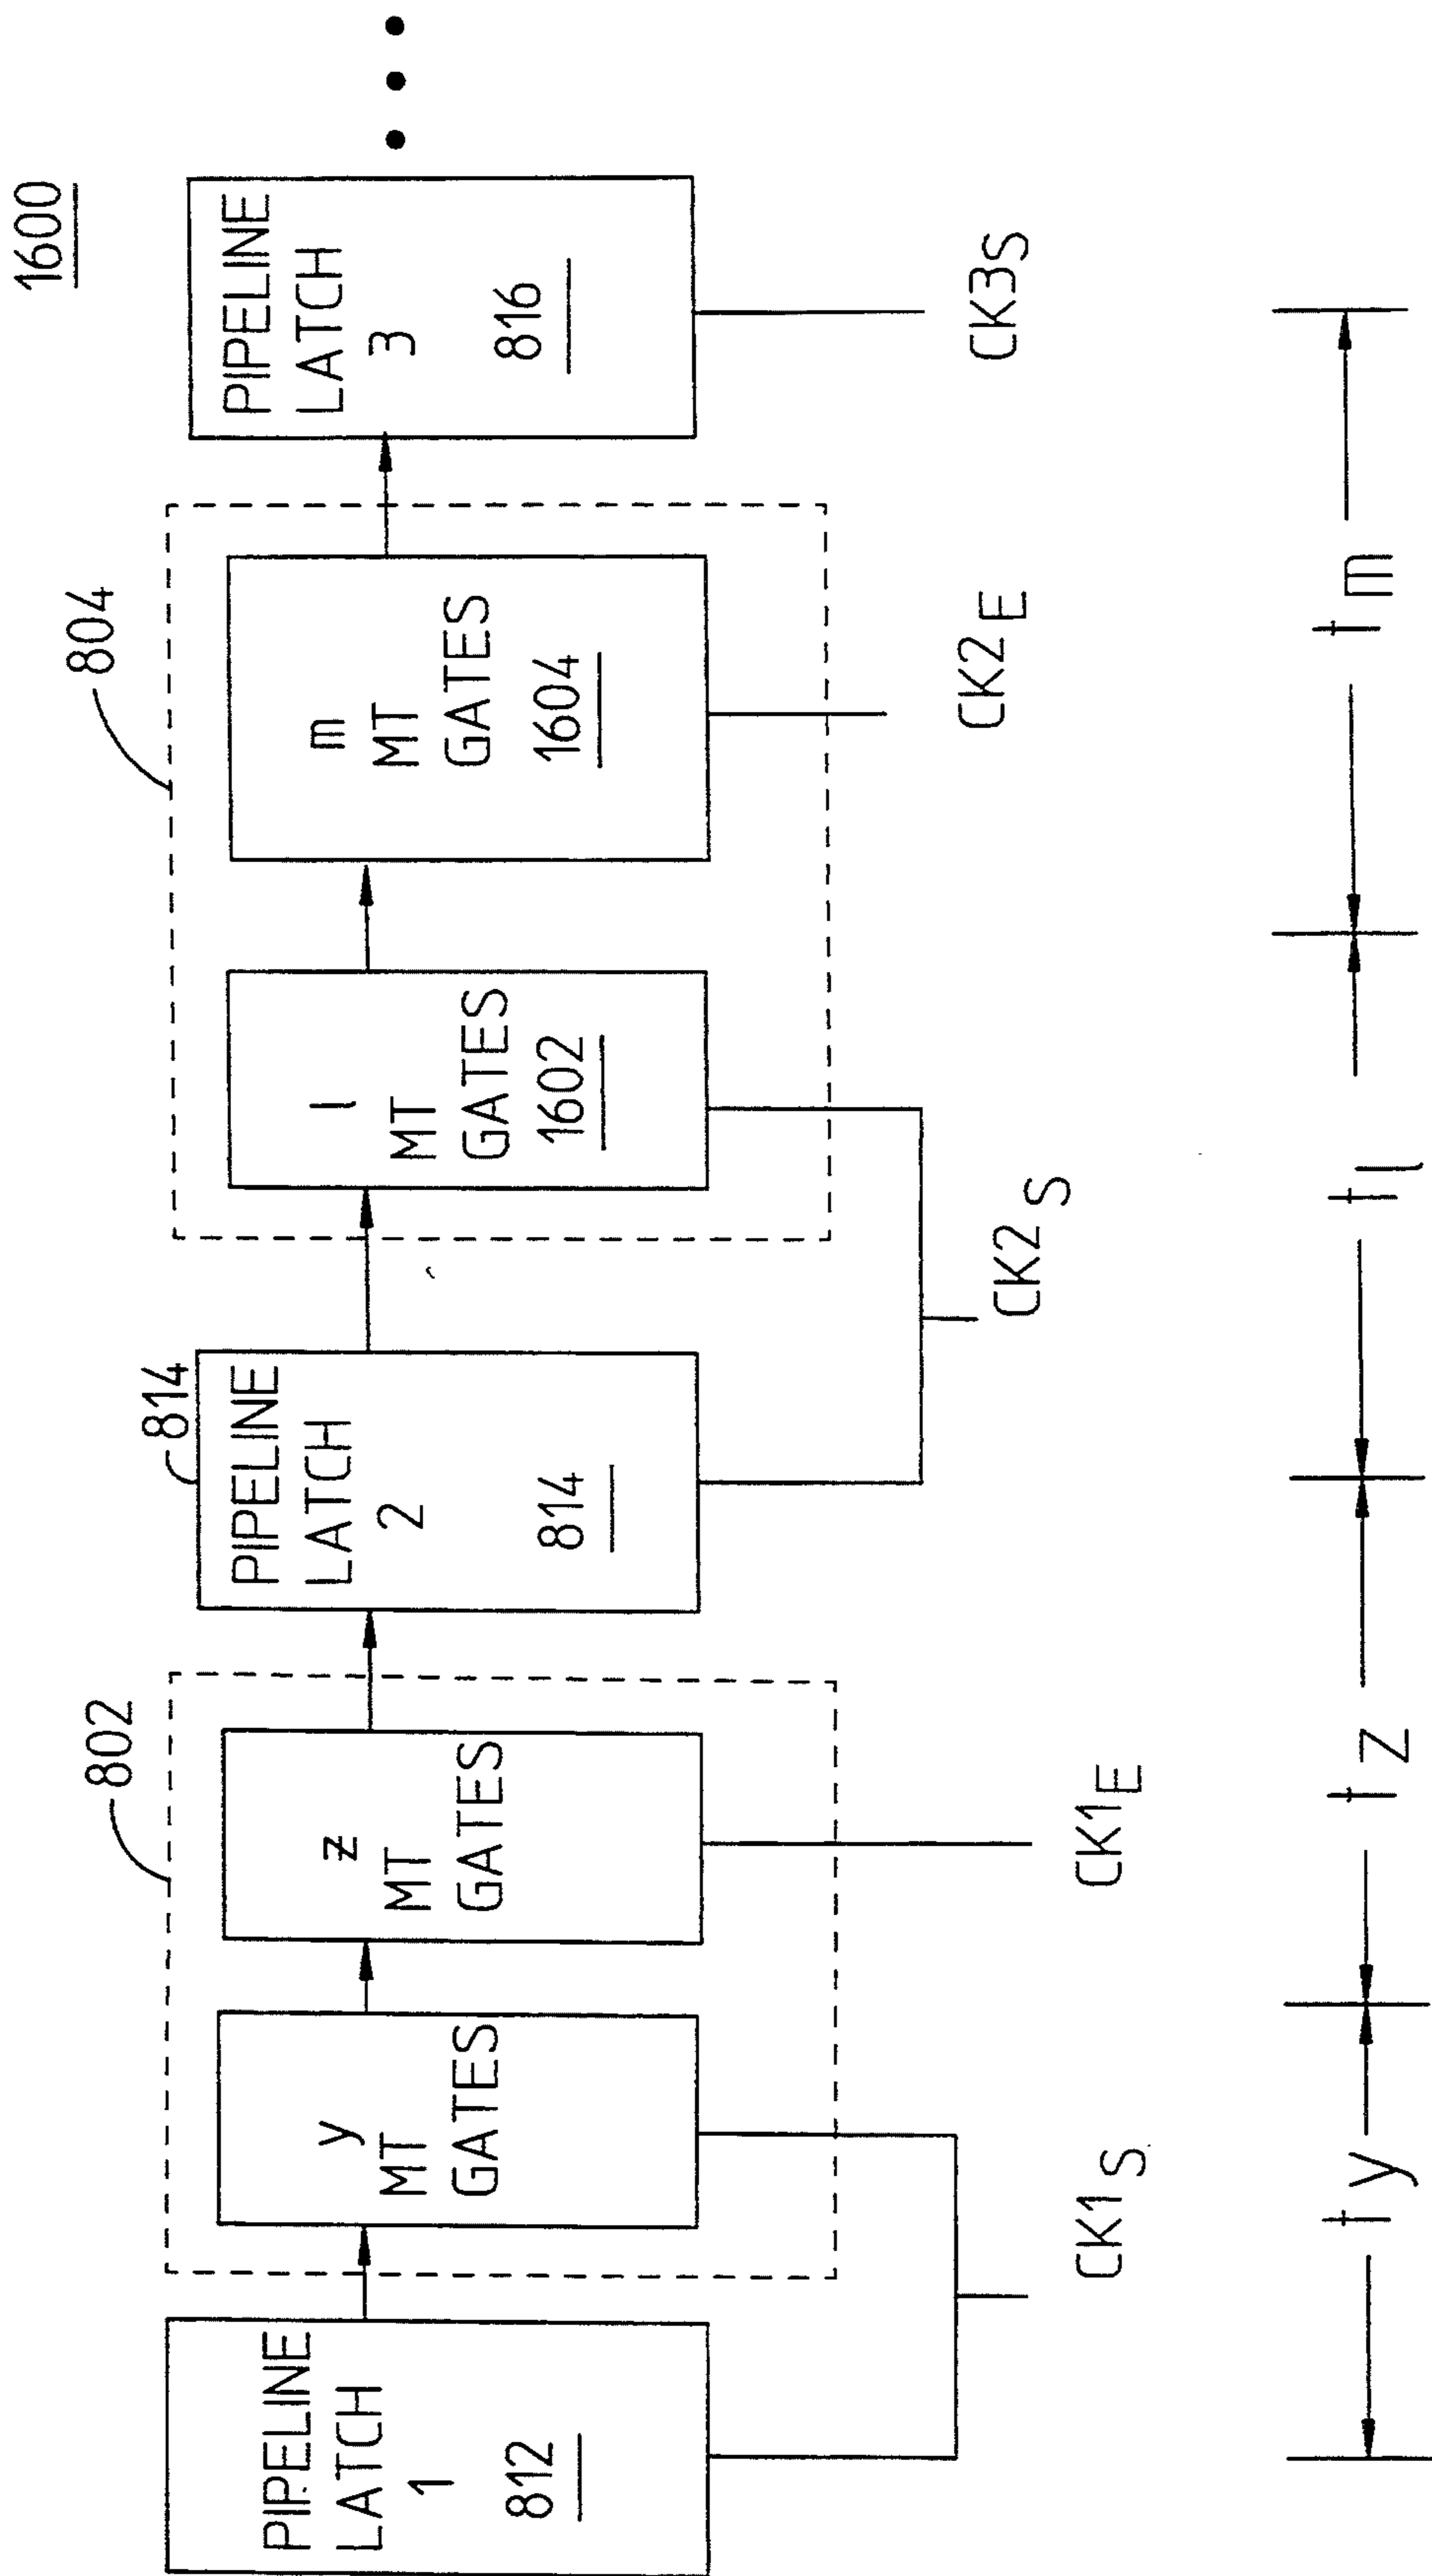 1600
802
814
804
PIPELINE
LATCH
1
812
y
MT
GATES
z
MT
GATES
PIPELINE
LATCH
2
814
l
MT
GATES
1602
m
MT
GATES
1604
PIPELINE
LATCH
3
816
CK1S
CK1E
CK2S
CK2E
CK3S
ty
tz
tl
tm